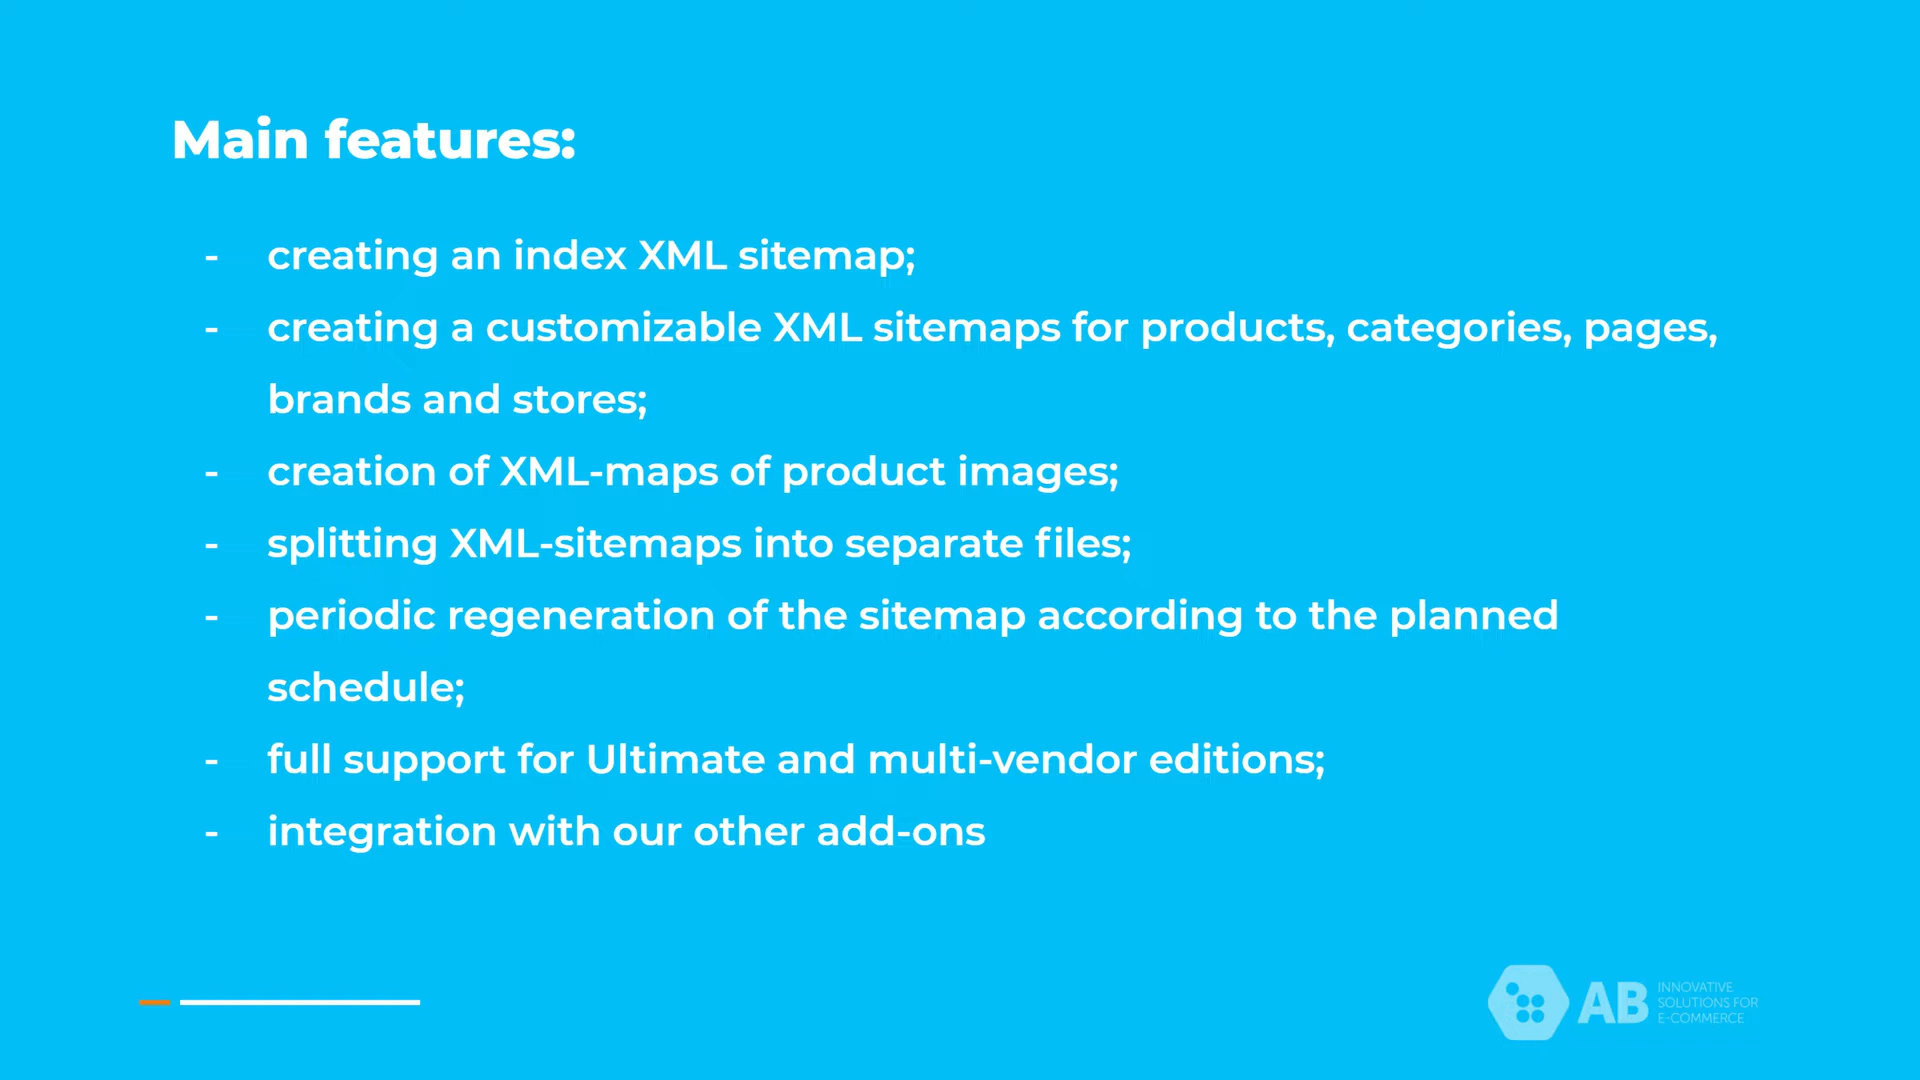 Main features:
- creating an index XML sitemap;
- creating a customizable XML sitemaps for products, categories, pages,
brands and stores;
- creation of XML-maps of product images;
- splitting XML-sitemaps into separate files;
- periodic regeneration of the sitemap according to the planned
schedule;
- full support for Ultimate and multi-vendor editions;
- integration with our other add-ons
AB
INNOVATIVE
SOLUTIONS FOR
E-COMMERCE